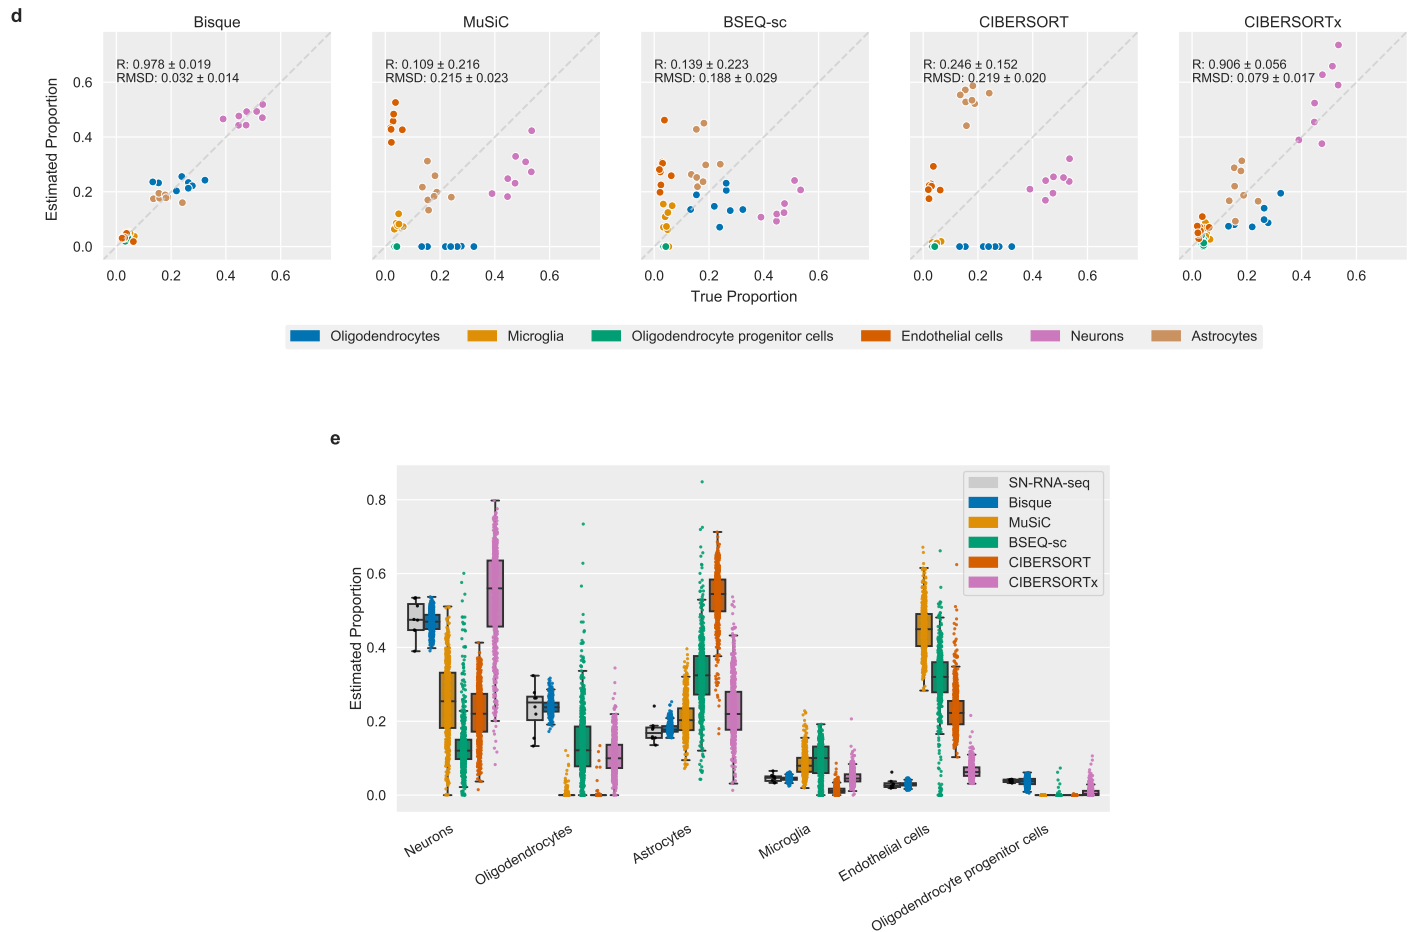 d
Bisque
MuSiC
BSEQ-sc
CIBERSORT
CIBERSORTx
R: 0.978 ± 0.019
RMSD: 0.032 ± 0.014
R: 0.109 ± 0.216
RMSD: 0.215 ± 0.023
R: 0.139 ± 0.223
RMSD: 0.188 ± 0.029
R: 0.246 ± 0.152
RMSD: 0.219 ± 0.020
R: 0.906 ± 0.056
RMSD: 0.079 ± 0.017
Estimated Proportion
0.6
0.4
0.2
0.0
0.0 0.2 0.4 0.6
0.0 0.2 0.4 0.6
0.0 0.2 0.4 0.6
0.0 0.2 0.4 0.6
0.0 0.2 0.4 0.6
True Proportion
Oligodendrocytes
Microglia
Oligodendrocyte progenitor cells
Endothelial cells
Neurons
Astrocytes
e
Estimated Proportion
0.8
0.6
0.4
0.2
0.0
SN-RNA-seq
Bisque
MuSiC
BSEQ-sc
CIBERSORT
CIBERSORTx
Neurons
Oligodendrocytes
Astrocytes
Microglia
Endothelial cells
Oligodendrocyte progenitor cells